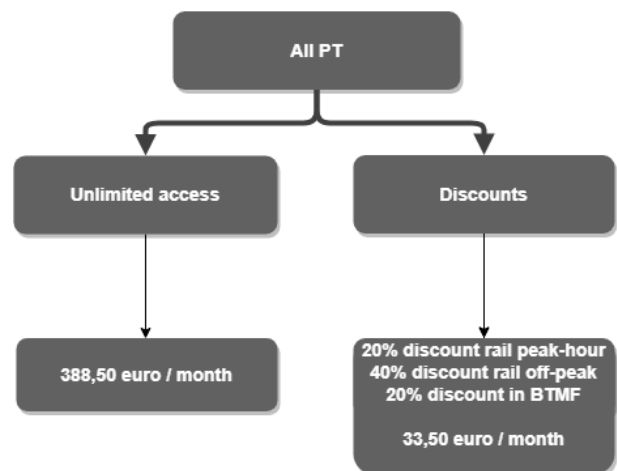 All PT
Unlimited access
Discounts
388,50 euro / month
20% discount rail peak-hour
40% discount rail off-peak
20% discount in BTMF
33,50 euro / month